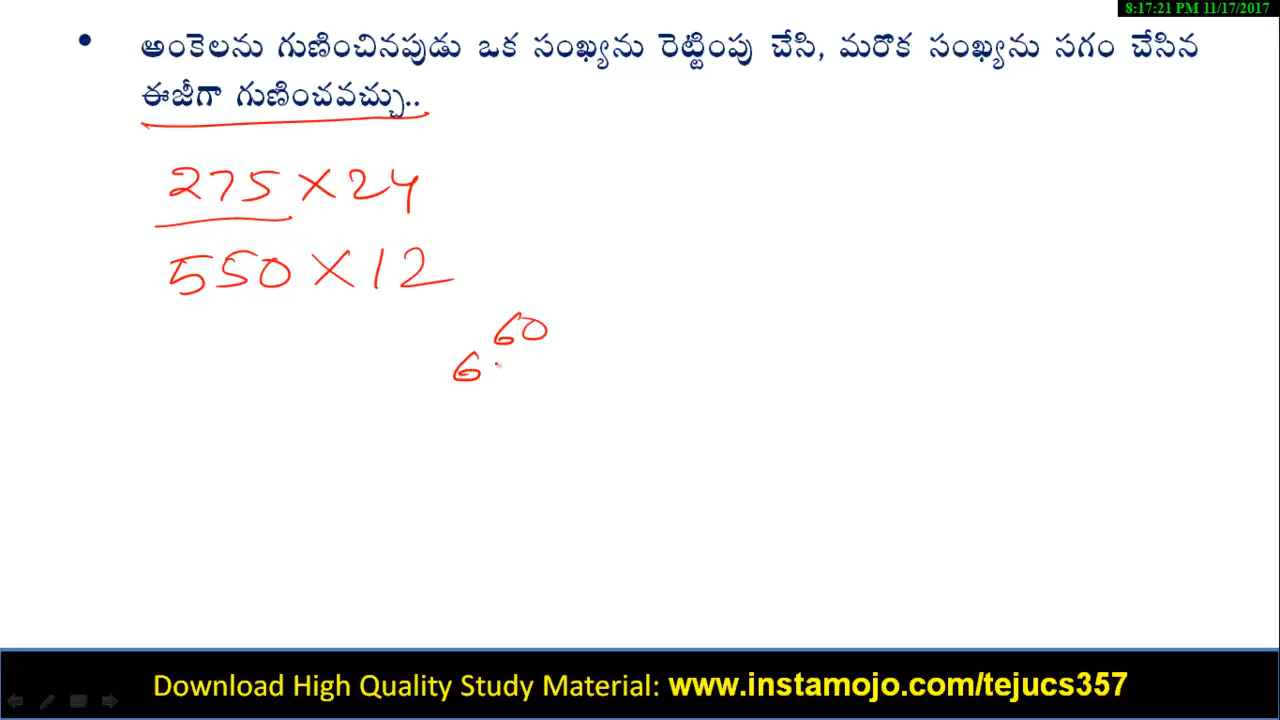 8:17:21 PM 11/17/2017
• అంకెలను గుణించినపుడు ఒక సంఖ్యను రెట్టింపు చేసి, మరొక సంఖ్యను సగం చేసిన
ఈజీగా గుణించవచ్చు..
275 × 24
550 × 12
60
6
Download High Quality Study Material: www.instamojo.com/tejucs357